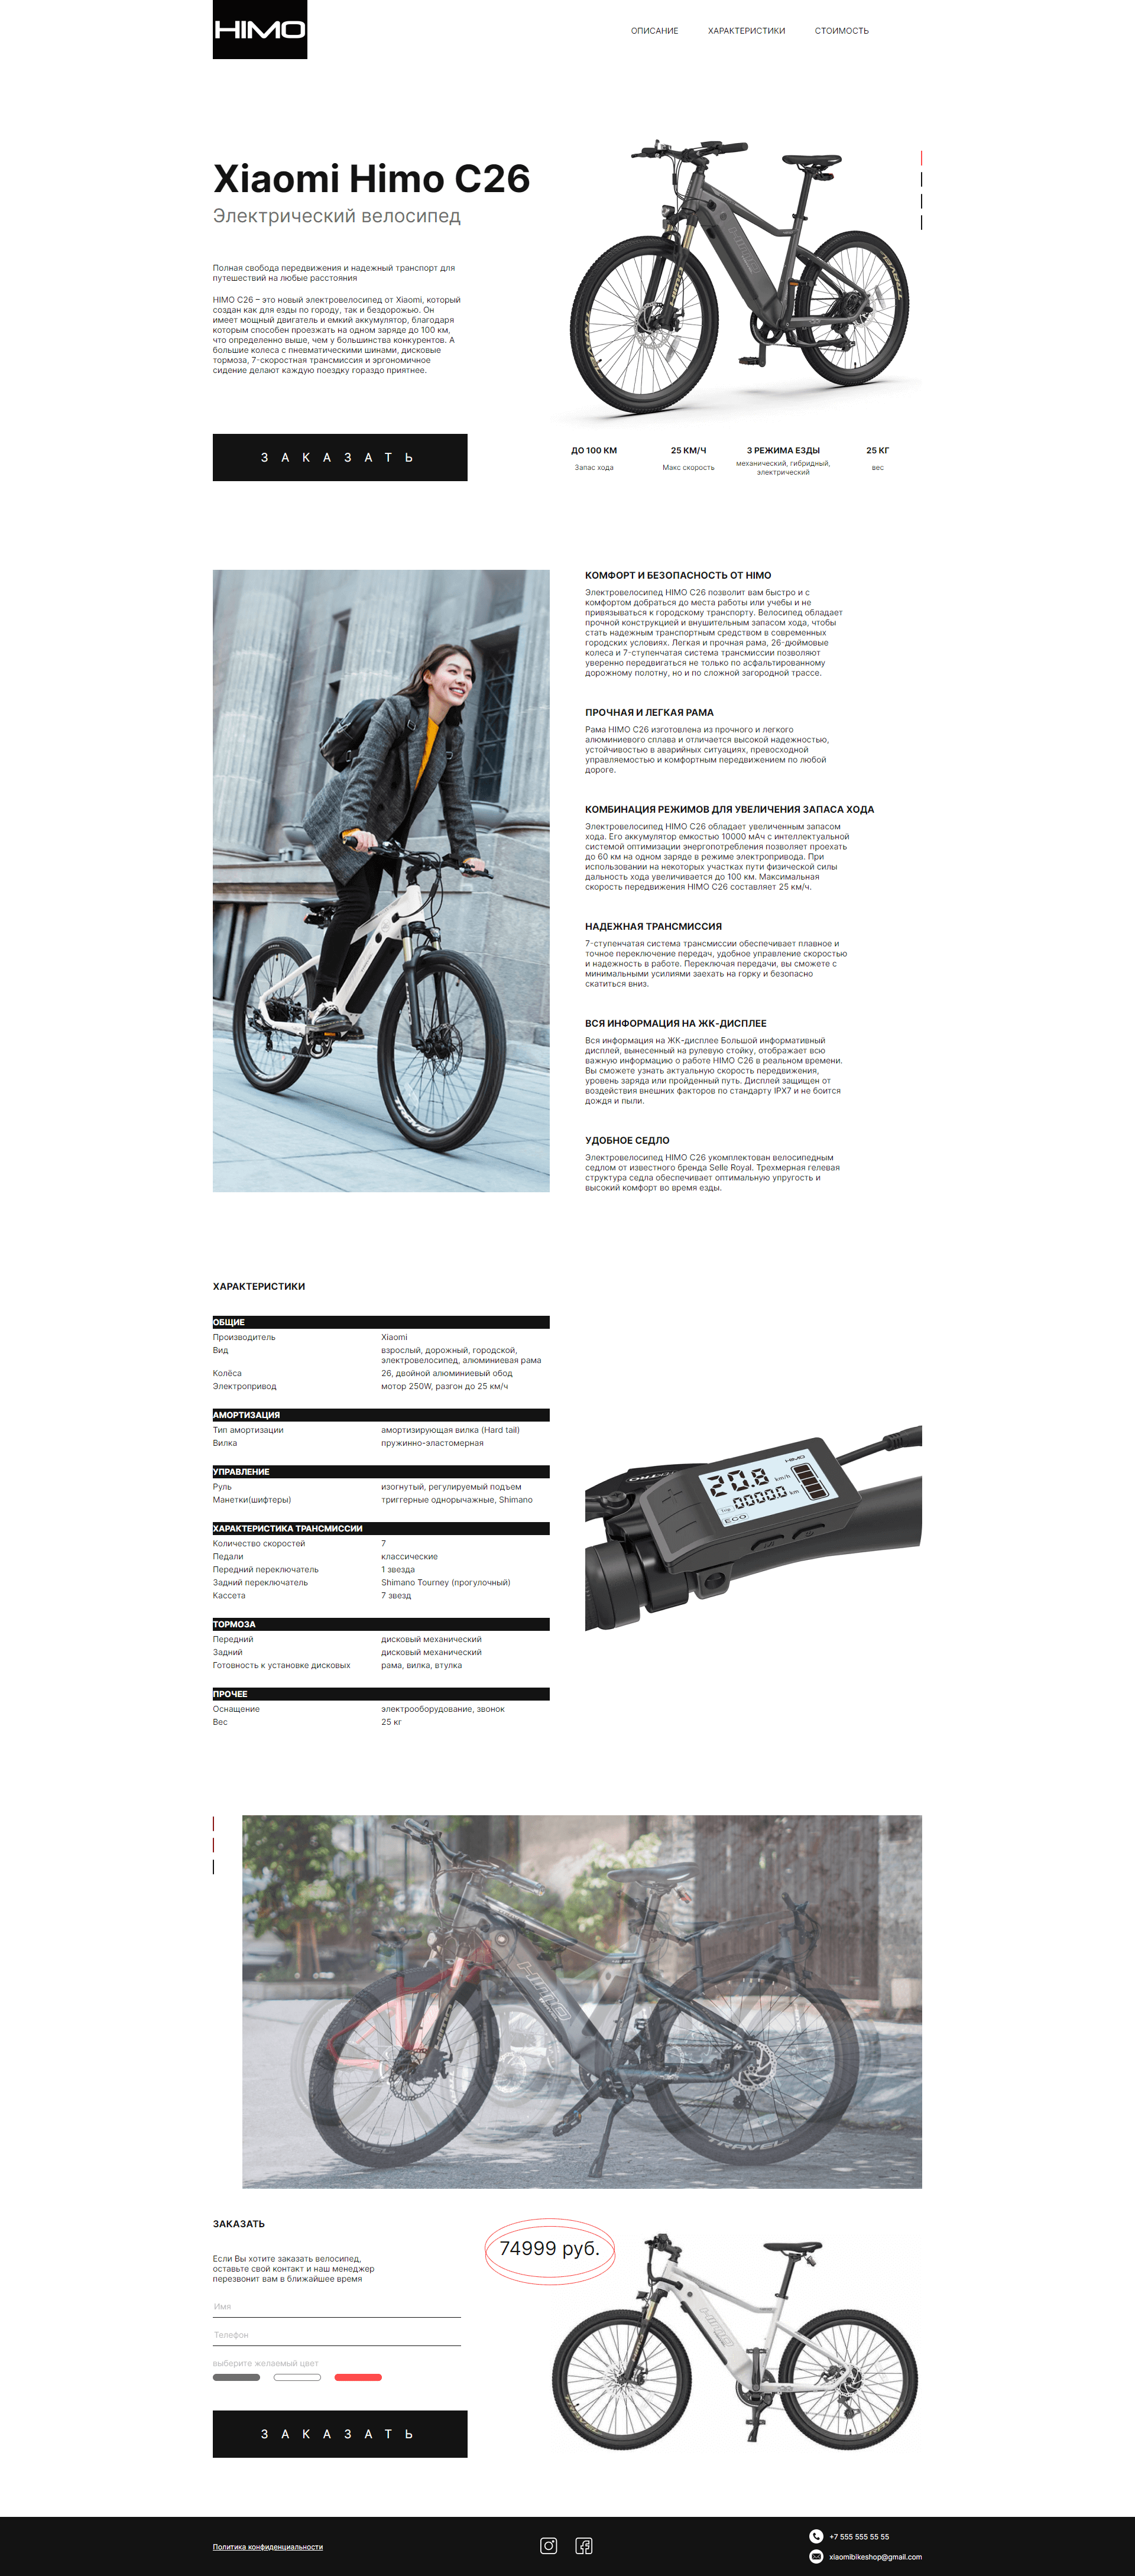 HIMO
ОПИСАНИЕ
ХАРАКТЕРИСТИКИ
СТОИМОСТЬ
Xiaomi Himo C26
Электрический велосипед
Полная свобода передвижения и надежный транспорт для
путешествий на любые расстояния
HIMO C26 – это новый электровелосипед от Xiaomi, который
создан как для езды по городу, так и бездорожью. Он
имеет мощный двигатель и емкий аккумулятор, благодаря
которым способен проезжать на одном заряде до 100 км,
что определенно выше, чем у большинства конкурентов. А
большие колеса с пневматическими шинами, дисковые
тормоза, 7-скоростная трансмиссия и эргономичное
сидение делают каждую поездку гораздо приятнее.
ЗАКАЗАТЬ
HIMO
HIMO
TRAVEL
TRAVEL
ДО 100 КМ
Запас хода
25 КМ/Ч
Макс скорость
3 РЕЖИМА ЕЗДЫ
механический, гибридный,
электрический
25 КГ
вес
TRAVEL
КОМФОРТ И БЕЗОПАСНОСТЬ ОТ HIMO
Электровелосипед HIMO C26 позволит вам быстро и с
комфортом добраться до места работы или учебы и не
привязываться к городскому транспорту. Велосипед обладает
прочной конструкцией и внушительным запасом хода, чтобы
стать надежным транспортным средством в современных
городских условиях. Легкая и прочная рама, 26-дюймовые
колеса и 7-ступенчатая система трансмиссии позволяют
уверенно передвигаться не только по асфальтированному
дорожному полотну, но и по сложной загородной трассе.
ПРОЧНАЯ И ЛЕГКАЯ РАМА
Рама HIMO C26 изготовлена из прочного и легкого
алюминиевого сплава и отличается высокой надежностью,
устойчивостью в аварийных ситуациях, превосходной
управляемостью и комфортным передвижением по любой
дороге.
КОМБИНАЦИЯ РЕЖИМОВ ДЛЯ УВЕЛИЧЕНИЯ ЗАПАСА ХОДА
Электровелосипед HIMO C26 обладает увеличенным запасом
хода. Его аккумулятор емкостью 10000 мАч с интеллектуальной
системой оптимизации энергопотребления позволяет проехать
до 60 км на одном заряде в режиме электропривода. При
использовании на некоторых участках пути физической силы
дальность хода увеличивается до 100 км. Максимальная
скорость передвижения HIMO C26 составляет 25 км/ч.
НАДЕЖНАЯ ТРАНСМИССИЯ
7-ступенчатая система трансмиссии обеспечивает плавное и
точное переключение передач, удобное управление скоростью
и надежность в работе. Переключая передачи, вы сможете с
минимальными усилиями заехать на горку и безопасно
скатиться вниз.
ВСЯ ИНФОРМАЦИЯ НА ЖК-ДИСПЛЕЕ
Вся информация на ЖК-дисплее Большой информативный
дисплей, вынесенный на рулевую стойку, отображает всю
важную информацию о работе HIMO C26 в реальном времени.
Вы сможете узнать актуальную скорость передвижения,
уровень заряда или пройденный путь. Дисплей защищен от
воздействия внешних факторов по стандарту IPX7 и не боится
дождя и пыли.
УДОБНОЕ СЕДЛО
Электровелосипед HIMO C26 укомплектован велосипедным
седлом от известного бренда Selle Royal. Трехмерная гелевая
структура седла обеспечивает оптимальную упругость и
высокий комфорт во время езды.
ХАРАКТЕРИСТИКИ
ОБЩИЕ
Производитель Xiaomi
Вид взрослый, дорожный, городской,
электровелосипед, алюминиевая рама
Колёса 26, двойной алюминиевый обод
Электропривод мотор 250W, разгон до 25 км/ч
АМОРТИЗАЦИЯ
Тип амортизации амортизирующая вилка (Hard tail)
Вилка пружинно-эластомерная
УПРАВЛЕНИЕ
Руль изогнутый, регулируемый подъем
Манетки(шифтеры) триггерные однорычажные, Shimano
ХАРАКТЕРИСТИКА ТРАНСМИССИИ
Количество скоростей 7
Педали классические
Передний переключатель 1 звезда
Задний переключатель Shimano Tourney (прогулочный)
Кассета 7 звезд
ТОРМОЗА
Передний дисковый механический
Задний дисковый механический
Готовность к установке дисковых рама, вилка, втулка
ПРОЧЕЕ
Оснащение электрооборудование, звонок
Вес 25 кг
HIMO
20.8 km/h
Trip 0000.0 km
ECO
HIMO
TRAVEL
TRAVEL
ЗАКАЗАТЬ
Если Вы хотите заказать велосипед,
оставьте свой контакт и наш менеджер
перезвонит вам в ближайшее время
Имя
Телефон
выберите желаемый цвет
ЗАКАЗАТЬ
74999 руб.
HIMO
TRAVEL
TRAVEL
Политика конфиденциальности
+7 555 555 55 55
xiaomibikeshop@gmail.com